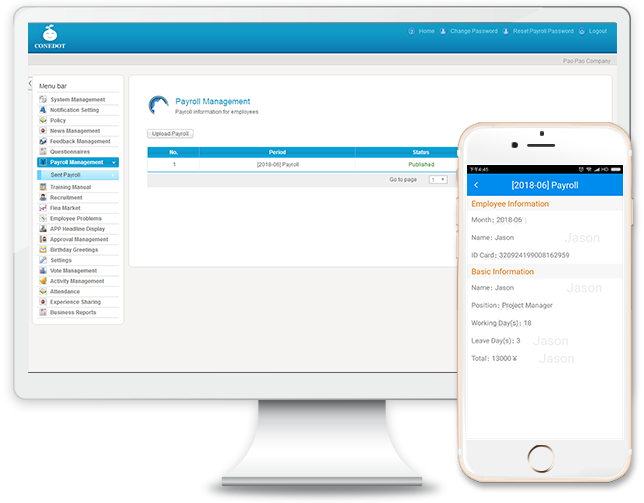 CONEDOT
Home Change Password Reset Payroll Password Logout
Pao Pao Company
Menu bar
System Management
Notification Setting
Policy
News Management
Feedback Management
Questionnaires
Payroll Management
Sent Payroll
Training Manual
Recruitment
Flea Market
Employee Problems
APP Headline Display
Approval Management
Birthday Greetings
Settings
Vote Management
Activity Management
Attendance
Experience Sharing
Business Reports
Payroll Management
Payroll information for employees
Upload Payroll
No. Period Status
1 [2018-06] Payroll Published
Go to page 1
下午4:45 HD
[2018-06] Payroll
Employee Information
Month: 2018-06
Name: Jason
Jason
ID Card: 320924199008162959
Basic Information
Name: Jason
Jason
Position: Project Manager
Working Day(s): 18
Leave Day(s): 3
Jason
Total: 13000¥
Jason